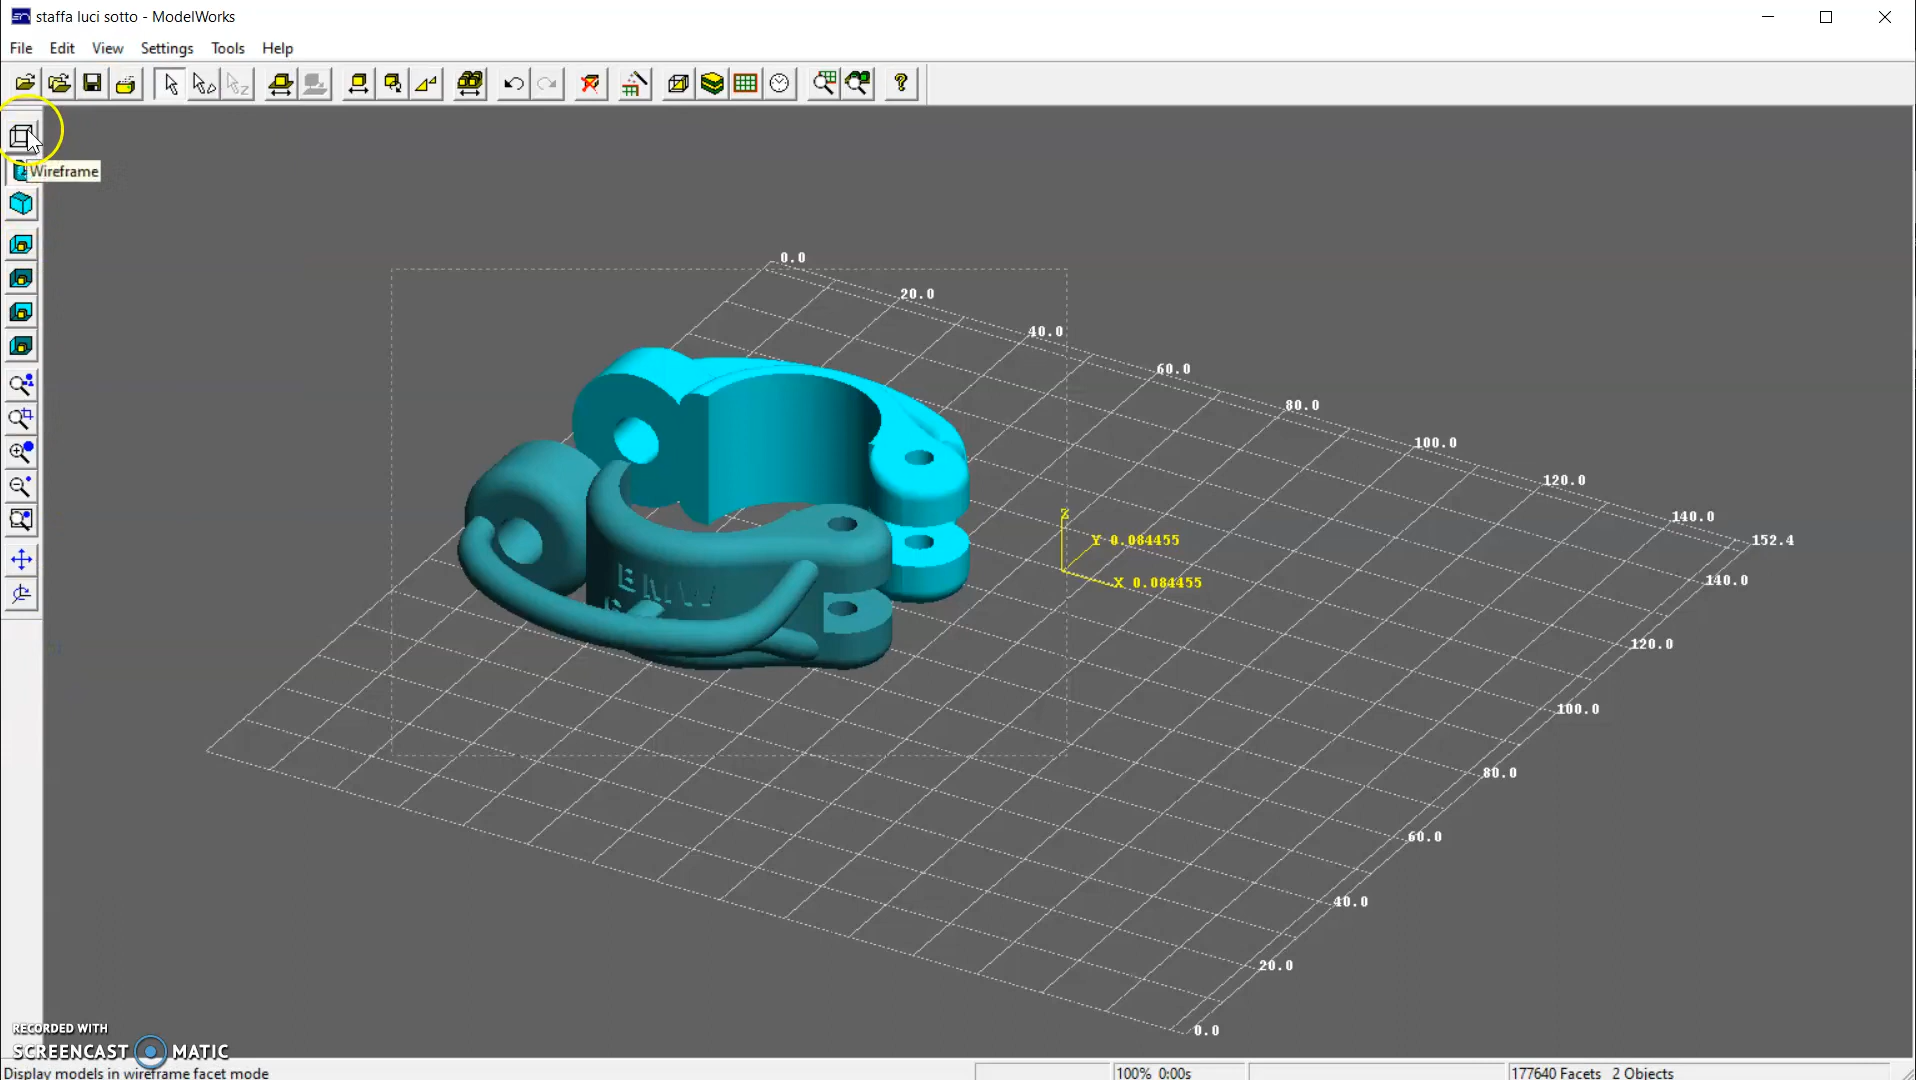 staffa luci sotto - ModelWorks
File Edit View Settings Tools Help
Wireframe
0.0
20.0
40.0
60.0
80.0
100.0
120.0
140.0
152.4
140.0
120.0
100.0
80.0
60.0
40.0
20.0
0.0
Z
Y 0.084455
X 0.084455
BMW
RECORDED WITH
SCREENCAST MATIC
Display models in wireframe facet mode
100% 0:00s
177640 Facets 2 Objects